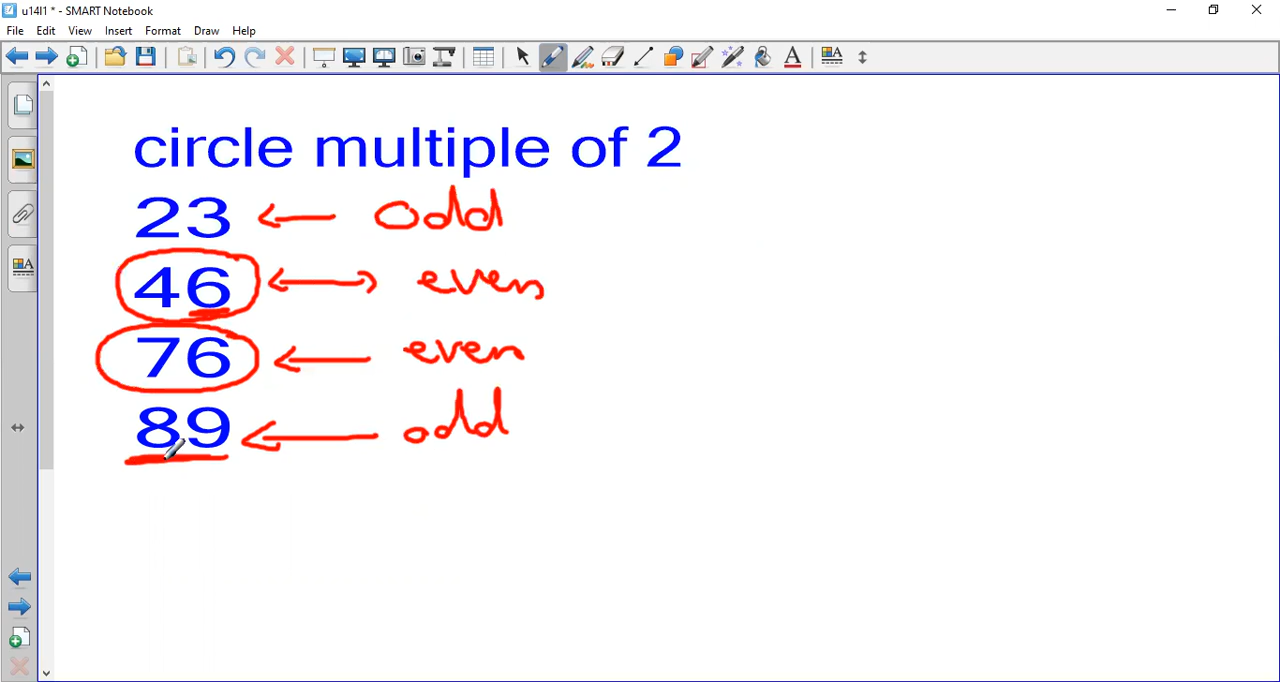 u14l1 * - SMART Notebook
File Edit View Insert Format Draw Help
circle multiple of 2
23 ← odd
46 ↔ even
76 ← even
89 ← odd